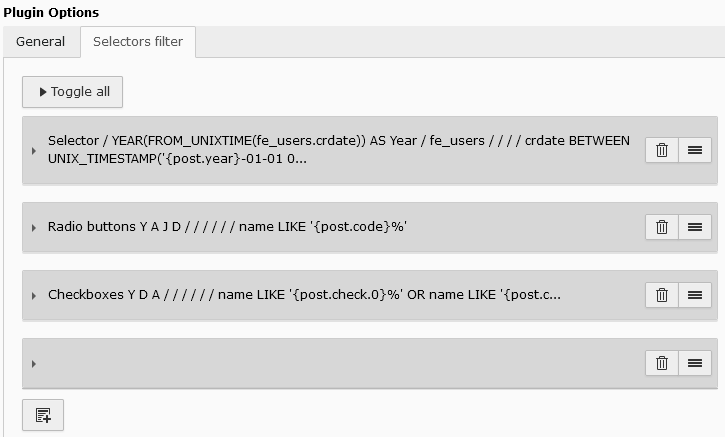 Plugin Options
General
Selectors filter
Toggle all
Selector / YEAR(FROM_UNIXTIME(fe_users.crdate)) AS Year / fe_users / / / / crdate BETWEEN
UNIX_TIMESTAMP('{post.year}-01-01 0...
Radio buttons Y A J D / / / / / / name LIKE '{post.code}%'
Checkboxes Y D A / / / / / / name LIKE '{post.check.0}%' OR name LIKE '{post.c...